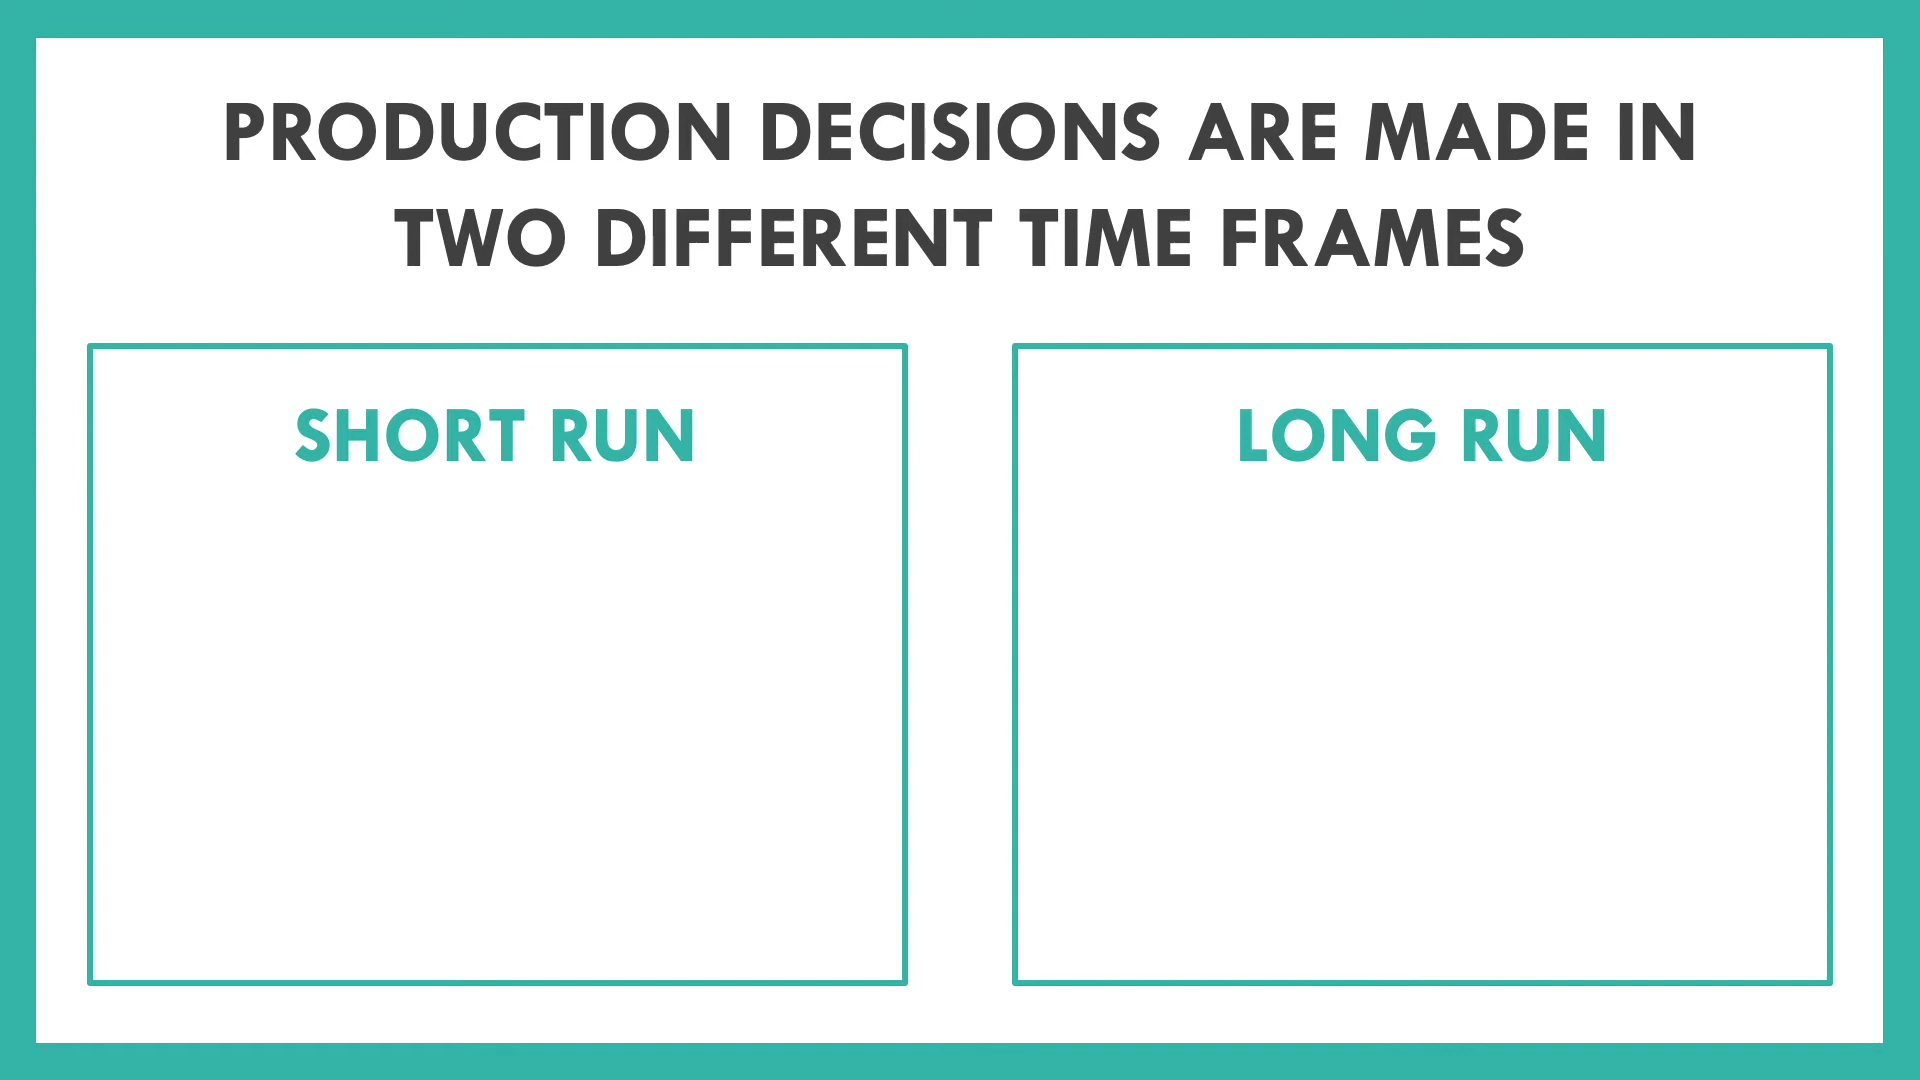 PRODUCTION DECISIONS ARE MADE IN
TWO DIFFERENT TIME FRAMES
SHORT RUN
LONG RUN